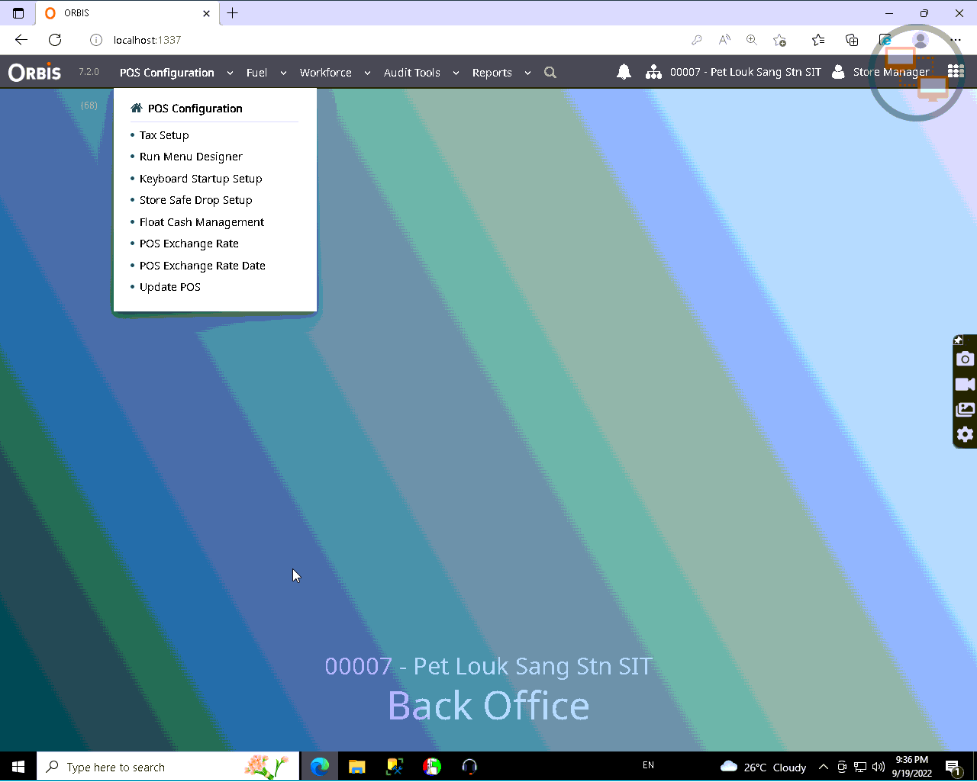 ORBIS
localhost:1337
ORBIS 7.2.0 POS Configuration Fuel Workforce Audit Tools Reports 00007 - Pet Louk Sang Stn SIT Store Manager
(68)
POS Configuration
Tax Setup
Run Menu Designer
Keyboard Startup Setup
Store Safe Drop Setup
Float Cash Management
POS Exchange Rate
POS Exchange Rate Date
Update POS
00007 - Pet Louk Sang Stn SIT
Back Office
Type here to search
EN
26°C Cloudy
9:36 PM
9/19/2022
1